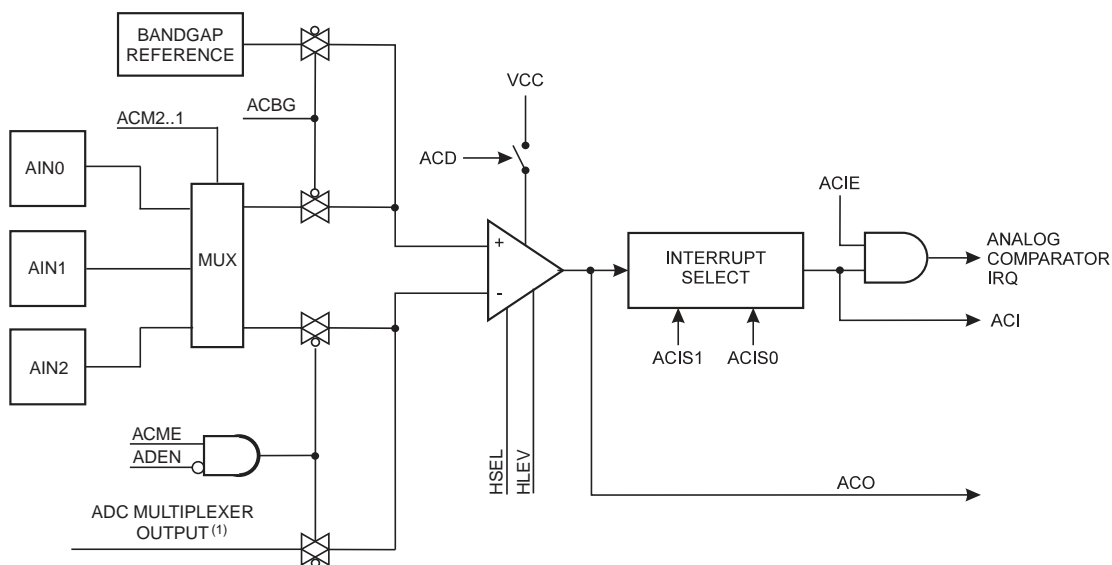 BANDGAP
REFERENCE
VCC
ACBG
ACM2..1
ACD
AIN0
ACIE
MUX
+
-
AIN1
INTERRUPT
SELECT
ANALOG
COMPARATOR
IRQ
ACI
AIN2
ACIS1
ACIS0
ACME
ADEN
HSEL
HLEV
ACO
ADC MULTIPLEXER
OUTPUT (1)